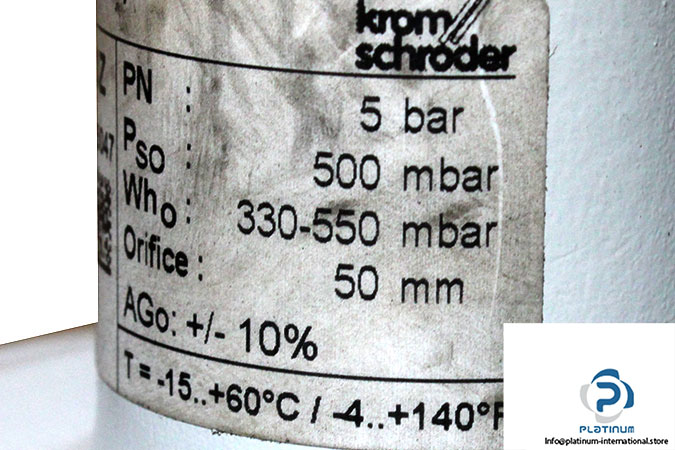 krom
schroder
Z
PN : 5 bar
047
PSO : 500 mbar
Who : 330-550 mbar
Orifice : 50 mm
AGo: +/- 10%
T = -15..+60°C / -4..+140°F
PLATINUM
Info@platinum-international.store